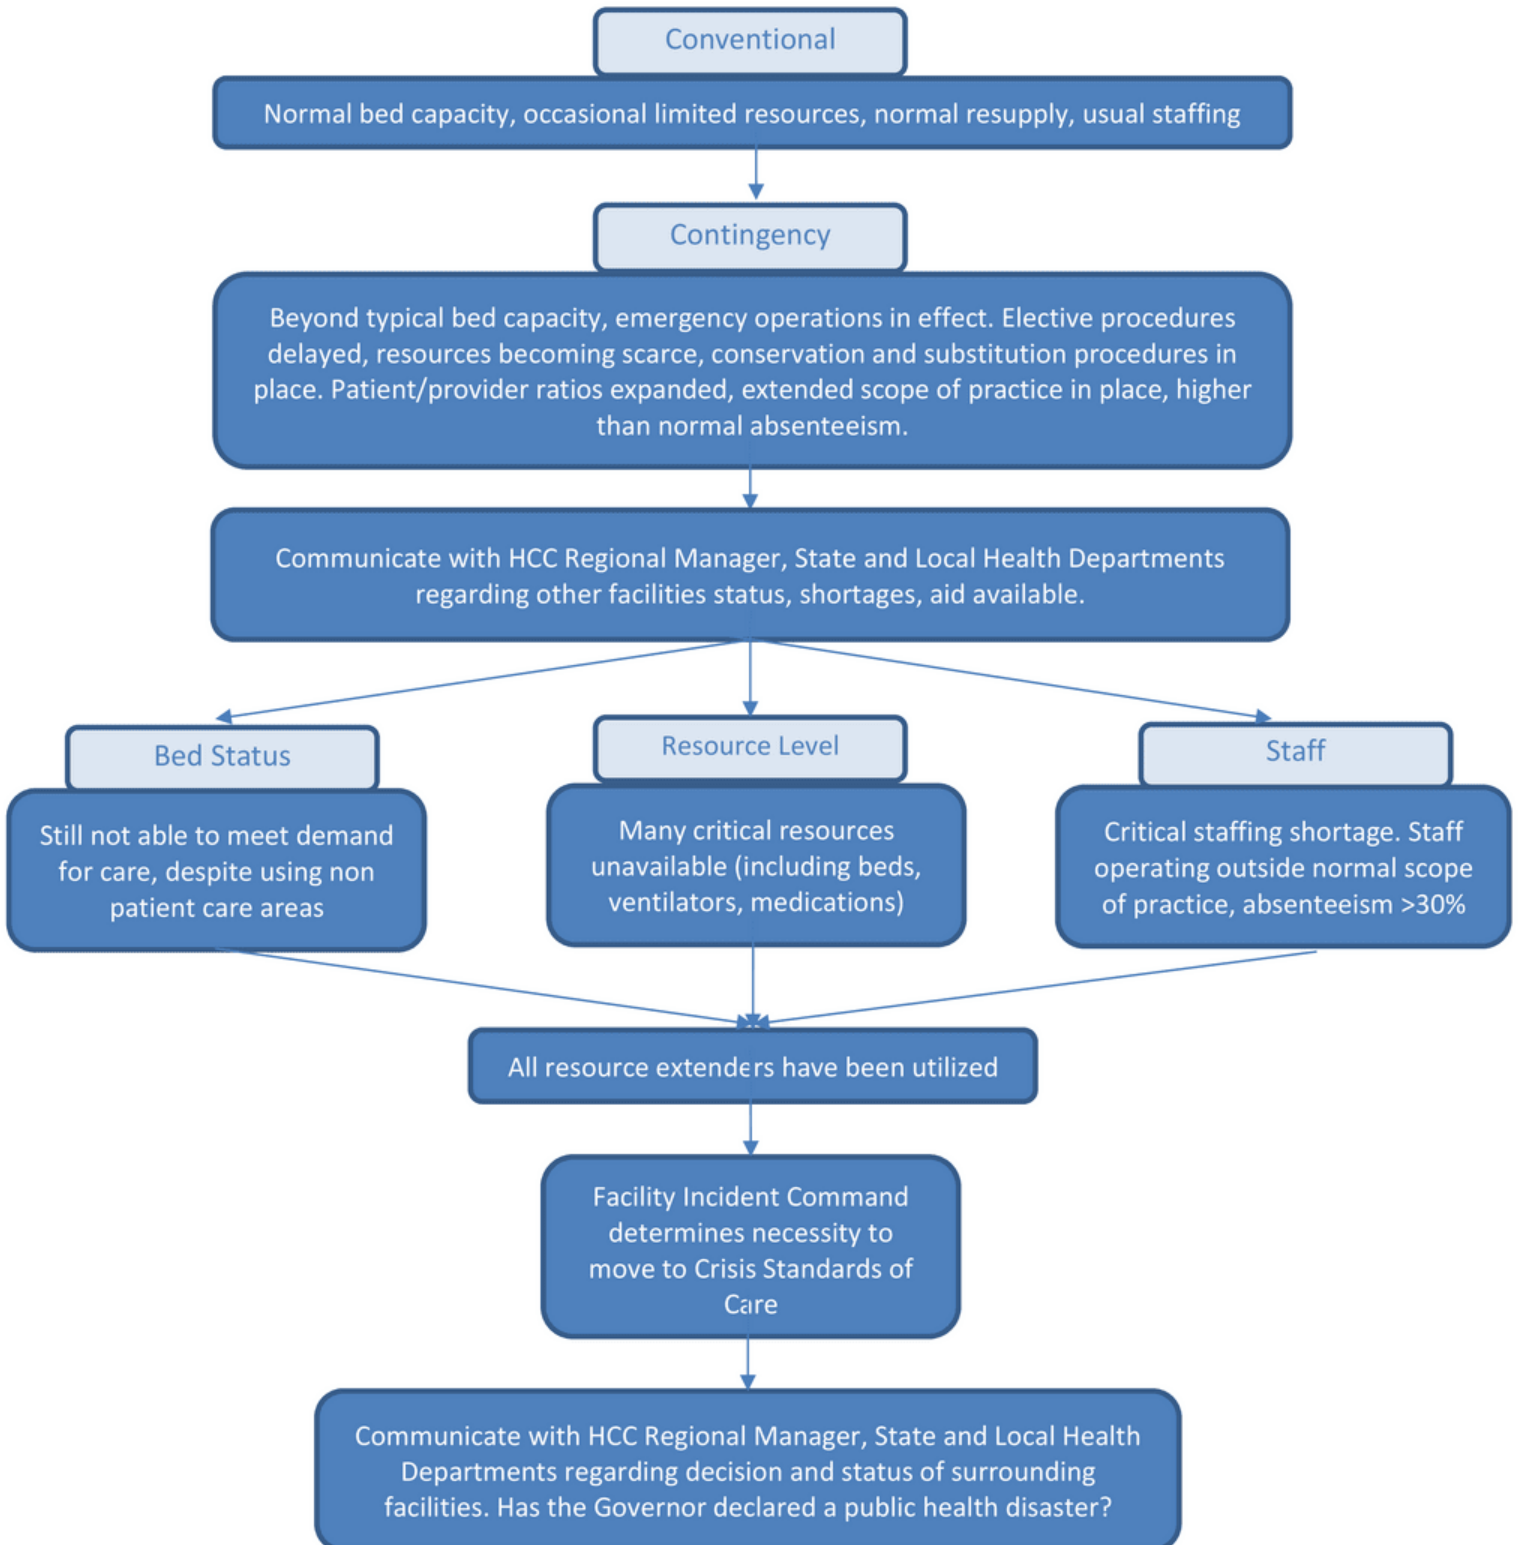 Conventional
Normal bed capacity, occasional limited resources, normal resupply, usual staffing
Contingency
Beyond typical bed capacity, emergency operations in effect. Elective procedures
delayed, resources becoming scarce, conservation and substitution procedures in
place. Patient/provider ratios expanded, extended scope of practice in place, higher
than normal absenteeism.
Communicate with HCC Regional Manager, State and Local Health Departments
regarding other facilities status, shortages, aid available.
Bed Status
Still not able to meet demand
for care, despite using non
patient care areas
Resource Level
Many critical resources
unavailable (including beds,
ventilators, medications)
Staff
Critical staffing shortage. Staff
operating outside normal scope
of practice, absenteeism >30%
All resource extenders have been utilized
Facility Incident Command
determines necessity to
move to Crisis Standards of
Care
Communicate with HCC Regional Manager, State and Local Health
Departments regarding decision and status of surrounding
facilities. Has the Governor declared a public health disaster?